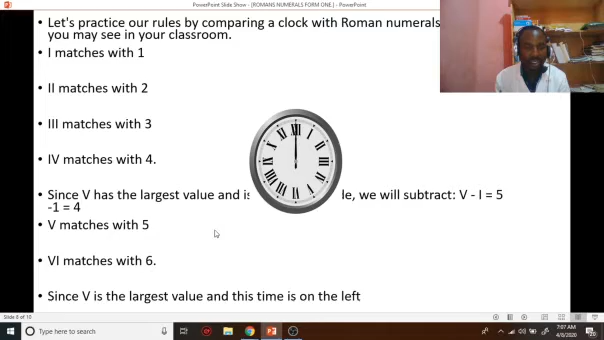 PowerPoint Slide Show - [ROMANS NUMERALS FORM ONE.] - PowerPoint
• Let's practice our rules by comparing a clock with Roman numerals
you may see in your classroom.
• I matches with 1
• II matches with 2
• III matches with 3
• IV matches with 4.
• Since V has the largest value and is le, we will subtract: V - I = 5
-1 = 4
• V matches with 5
• VI matches with 6.
• Since V is the largest value and this time is on the left
Slide 8 of 10
Type here to search
7:07 AM
4/8/2020